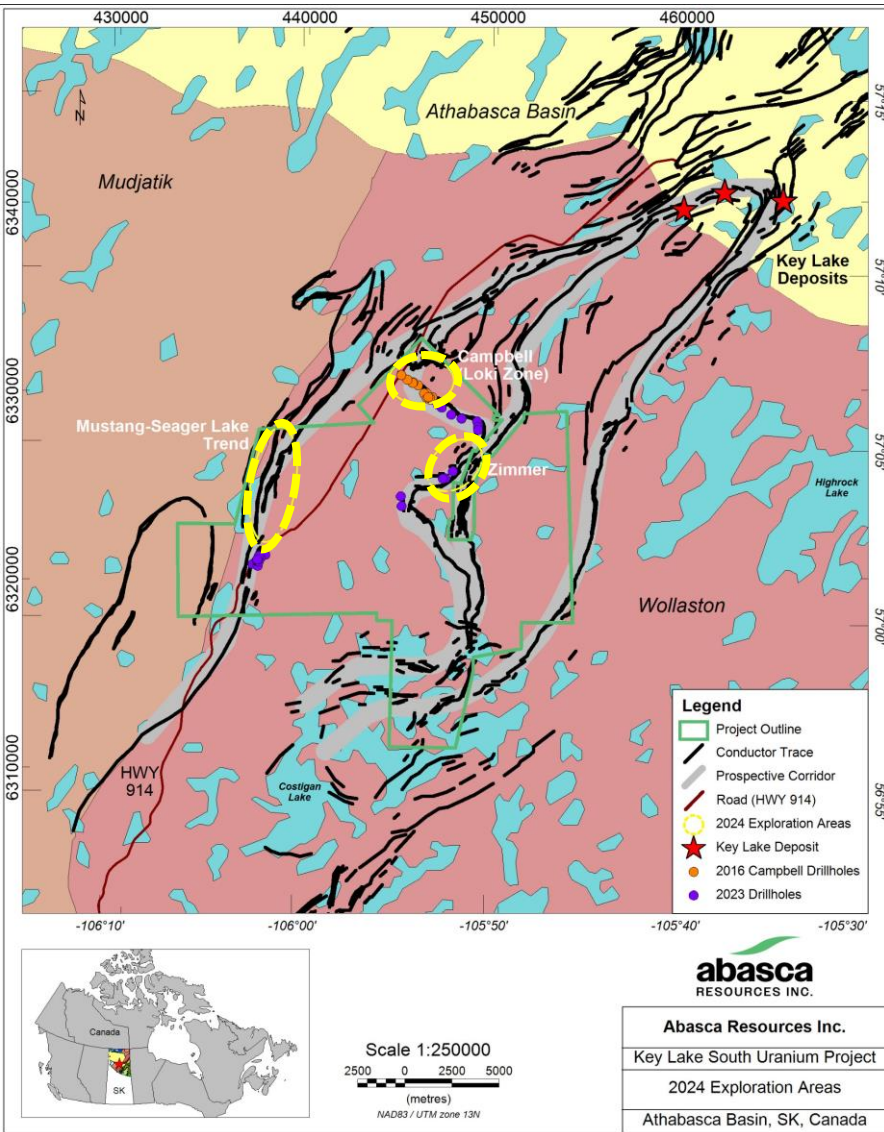 430000
440000
450000
460000
57°15'
57°10'
57°05'
57°00'
56°55'
6340000
6330000
6320000
6310000
N
Athabasca Basin
Mudjatik
Key Lake
Deposits
Campbell
(Loki Zone)
Mustang-Seager Lake
Trend
Zimmer
Highrock
Lake
Wollaston
HWY
914
Costigan
Lake
Legend
Project Outline
Conductor Trace
Prospective Corridor
Road (HWY 914)
2024 Exploration Areas
Key Lake Deposit
2016 Campbell Drillholes
2023 Drillholes
-106°10'
-106°00'
-105°50'
-105°40'
-105°30'
Canada
SK
Scale 1:250000
2500 0 2500 5000
(metres)
NAD83 / UTM zone 13N
abasca
RESOURCES INC.
Abasca Resources Inc.
Key Lake South Uranium Project
2024 Exploration Areas
Athabasca Basin, SK, Canada